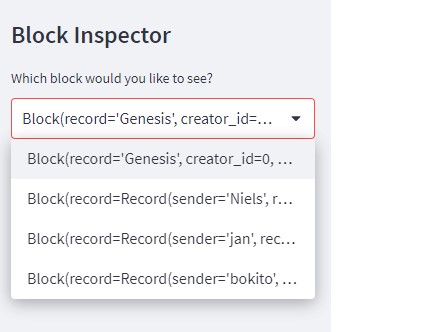 Block Inspector
Which block would you like to see?
Block(record='Genesis', creator_id=...
Block(record='Genesis', creator_id=0, ...
Block(record=Record(sender='Niels', r...
Block(record=Record(sender='jan', rec...
Block(record=Record(sender='bokito', ...